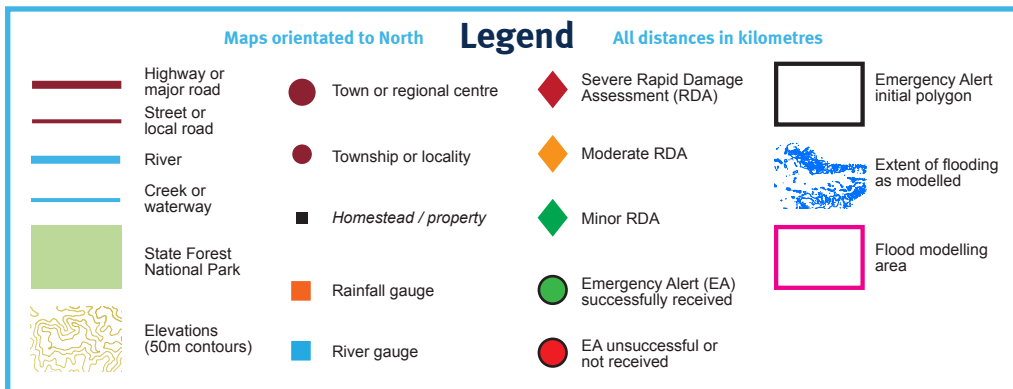 Maps orientated to North
Legend
All distances in kilometres
Highway or
major road
Street or
local road
River
Creek or
waterway
State Forest
National Park
Elevations
(50m contours)
Town or regional centre
Township or locality
Homestead / property
Rainfall gauge
River gauge
Severe Rapid Damage
Assessment (RDA)
Moderate RDA
Minor RDA
Emergency Alert (EA)
successfully received
EA unsuccessful or
not received
Emergency Alert
initial polygon
Extent of flooding
as modelled
Flood modelling
area